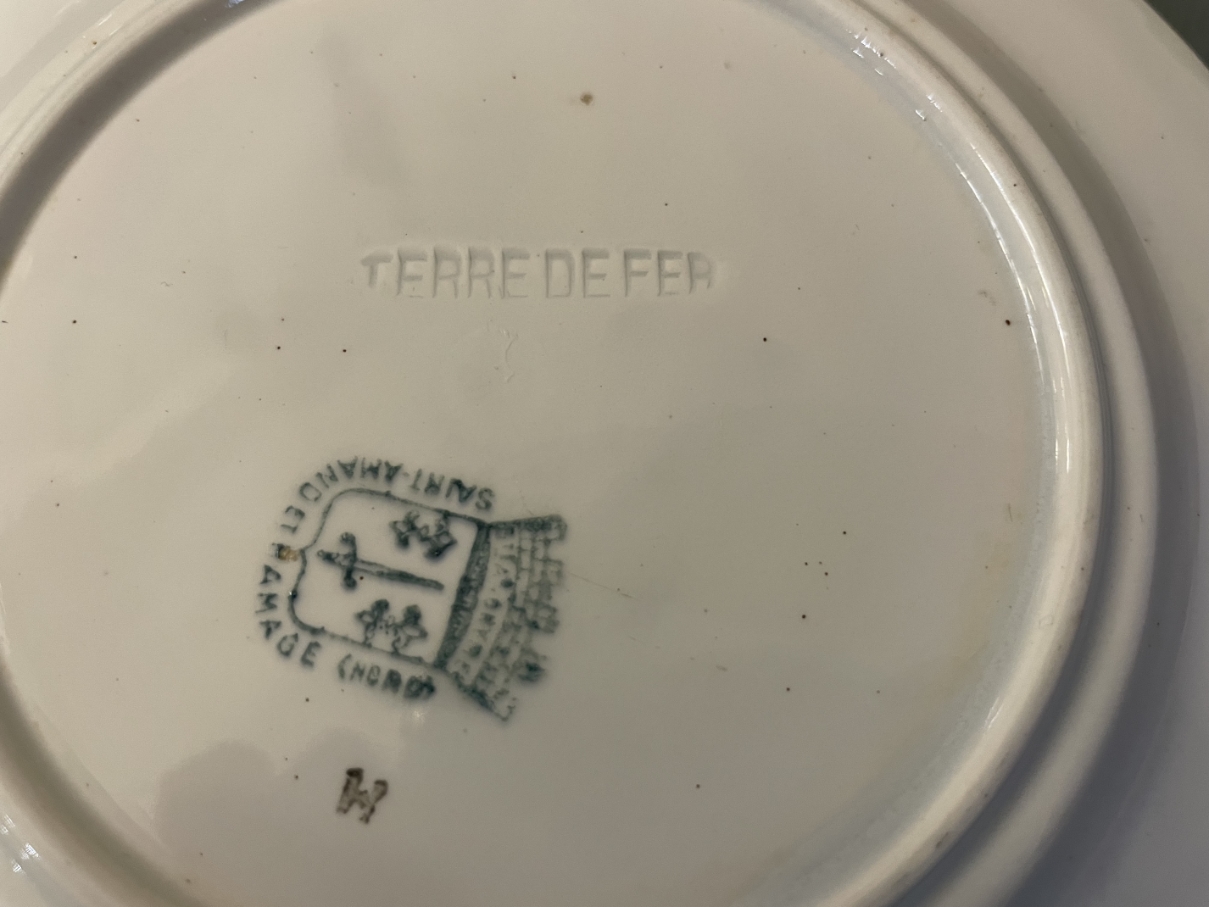 TERRE DE FER
SAINT-AMAND ET HAMAGE (NORD)